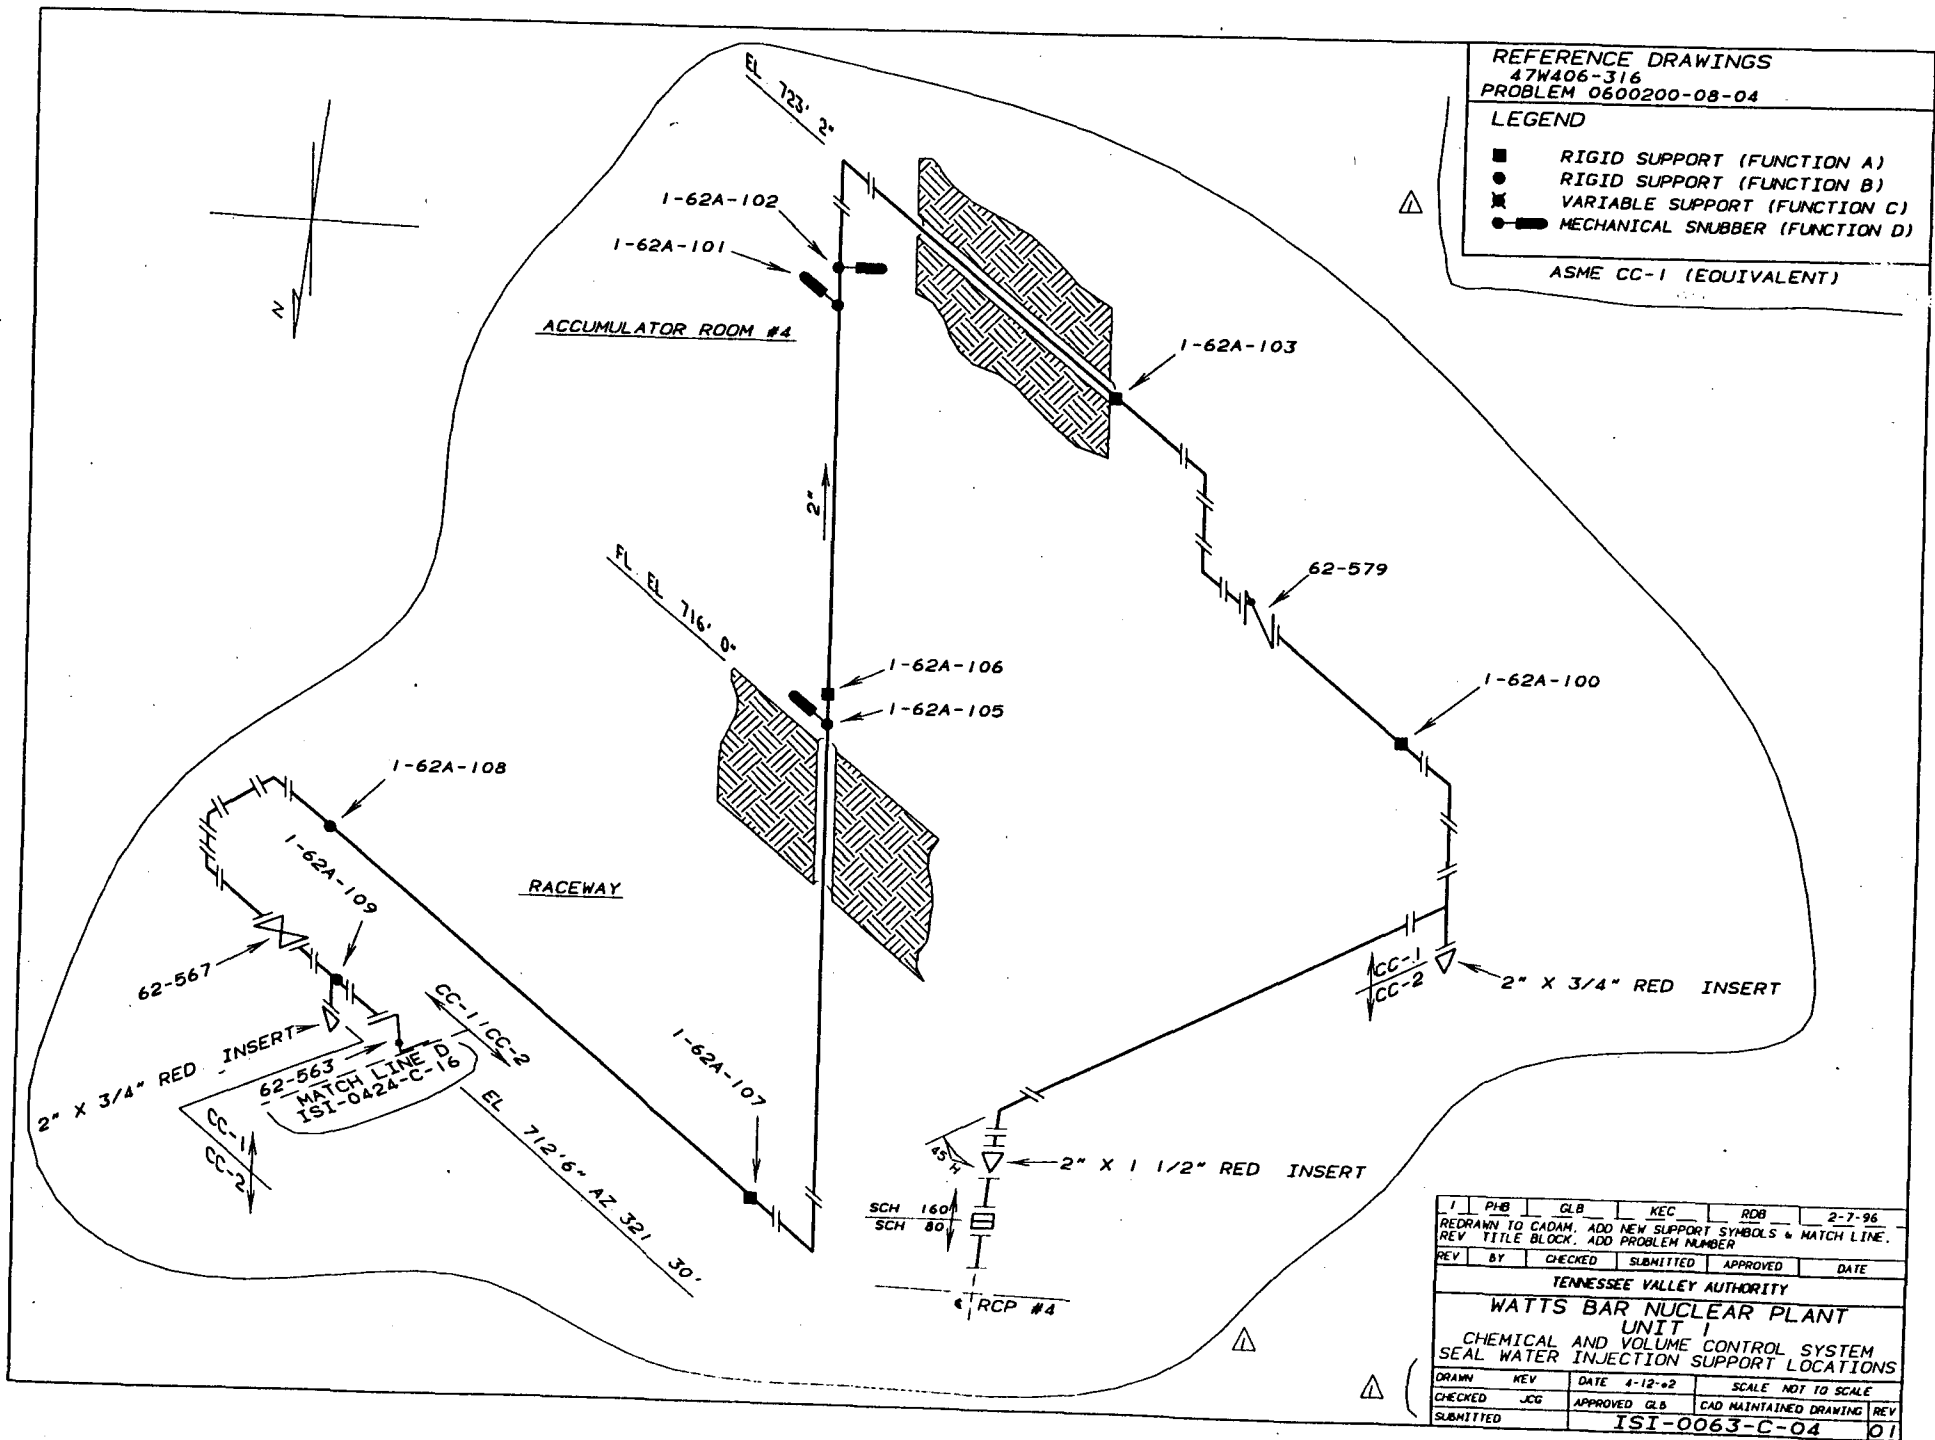 REFERENCE DRAWINGS
47W406-316
PROBLEM 0600200-08-04
LEGEND
RIGID SUPPORT (FUNCTION A)
RIGID SUPPORT (FUNCTION B)
VARIABLE SUPPORT (FUNCTION C)
MECHANICAL SNUBBER (FUNCTION D)
ASME CC-1 (EQUIVALENT)
EL 723' 2"
1-62A-102
1-62A-101
N
ACCUMULATOR ROOM #4
1-62A-103
2"
FL EL 716' 0"
62-579
1-62A-106
1-62A-105
1-62A-100
1-62A-108
1-62A-109
RACEWAY
62-567
CC-1
CC-2
2" X 3/4" RED INSERT
CC-1/CC-2
2" X 3/4" RED INSERT
62-563
MATCH LINE D
ISI-0424-C-16
1-62A-107
CC-1
CC-2
EL 712'6" AZ 321 30'
45 H
2" X 1 1/2" RED INSERT
SCH 160
SCH 80
RCP #4
1 PHB GLB KEC RDB 2-7-96
REDRAWN TO CADAM, ADD NEW SUPPORT SYMBOLS & MATCH LINE,
REV TITLE BLOCK, ADD PROBLEM NUMBER
REV BY CHECKED SUBMITTED APPROVED DATE
TENNESSEE VALLEY AUTHORITY
WATTS BAR NUCLEAR PLANT
UNIT 1
CHEMICAL AND VOLUME CONTROL SYSTEM
SEAL WATER INJECTION SUPPORT LOCATIONS
DRAWN KEV DATE 4-12-82 SCALE NOT TO SCALE
CHECKED JCG APPROVED GLB CAD MAINTAINED DRAWING REV
SUBMITTED ISI-0063-C-04 01